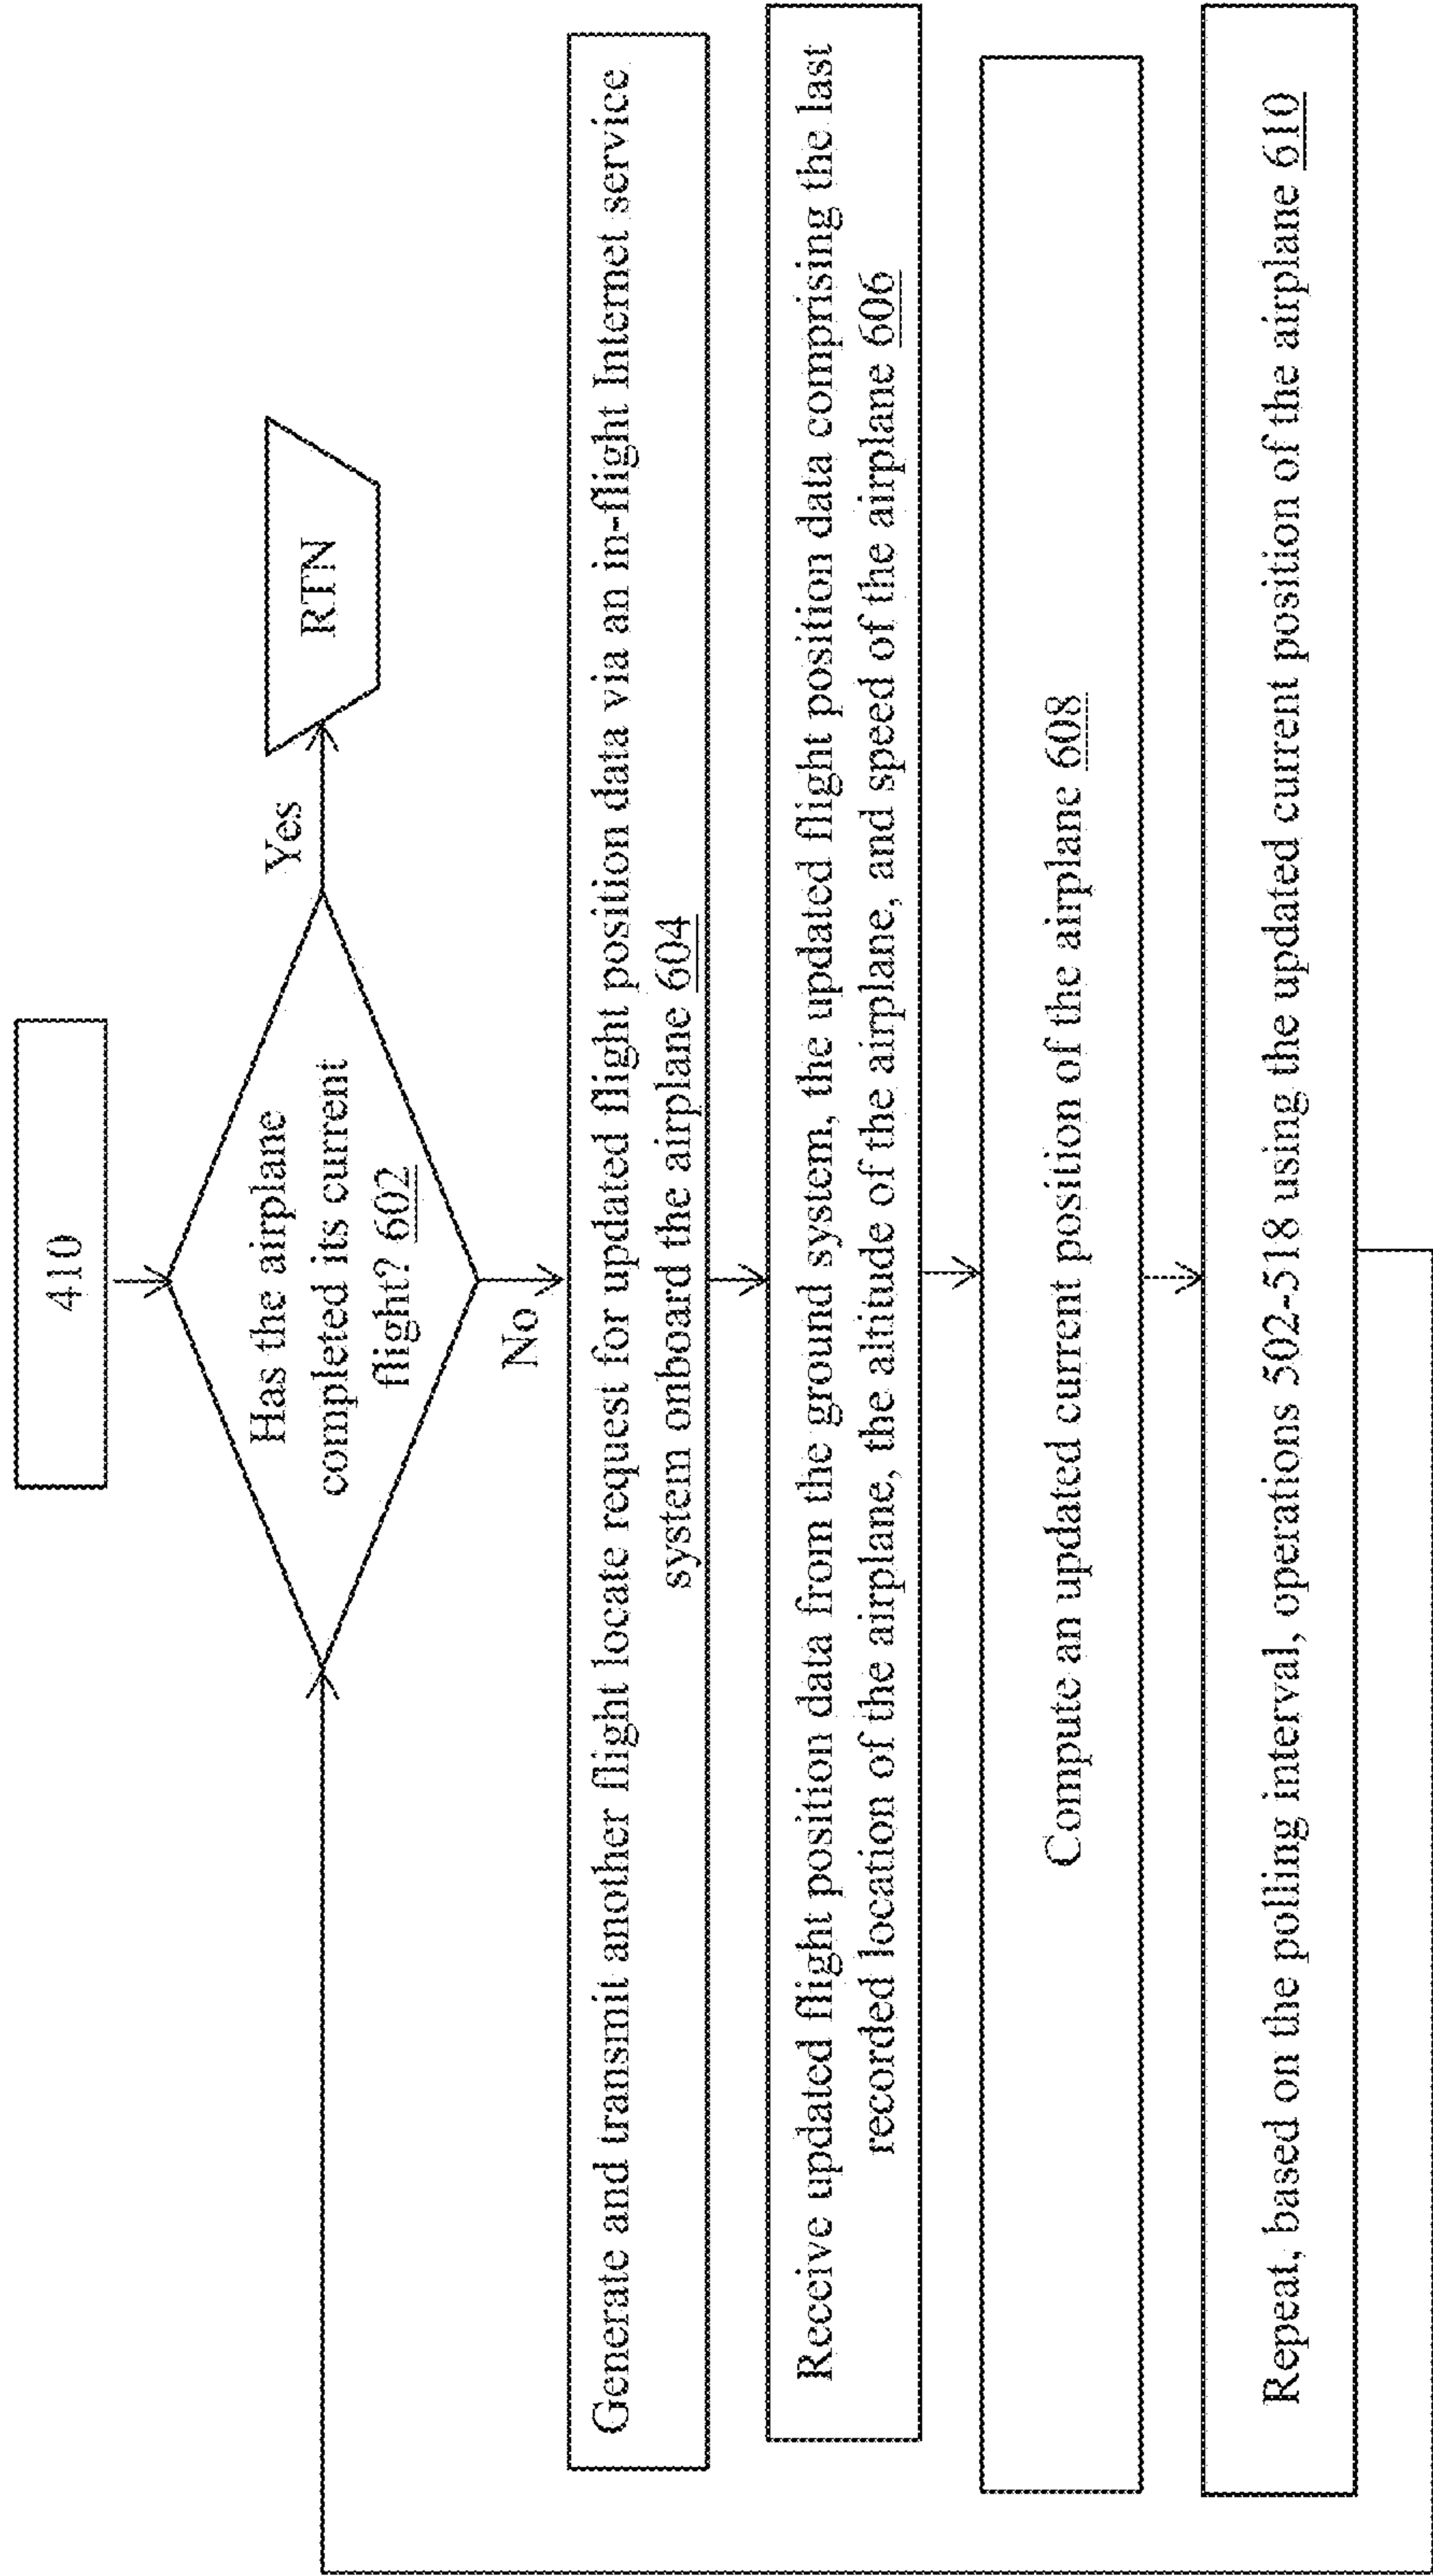 410
Has the airplane
completed its current
flight? 602
Yes
RTN
No
Generate and transmit another flight locate request for updated flight position data via an in-flight Internet service
system onboard the airplane 604
Receive updated flight position data from the ground system, the updated flight position data comprising the last
recorded location of the airplane, the altitude of the airplane, and speed of the airplane 606
Compute an updated current position of the airplane 608
Repeat, based on the polling interval, operations 502-518 using the updated current position of the airplane 610